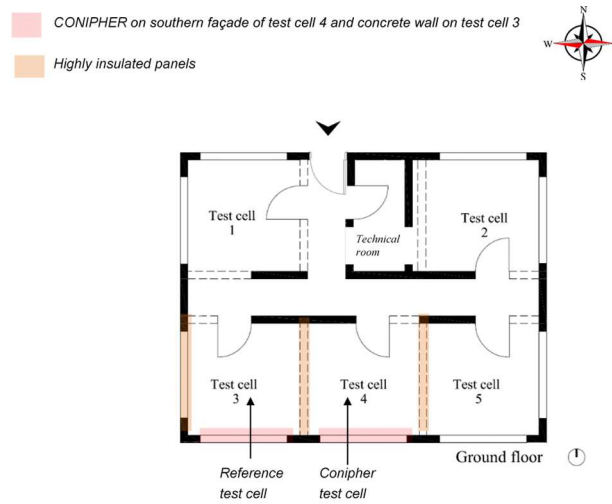 CONIPHER on southern façade of test cell 4 and concrete wall on test cell 3
Highly insulated panels
N
W
E
S
Test cell
1
Technical
room
Test cell
2
Test cell
3
Test cell
4
Test cell
5
Ground floor
Reference
test cell
Conipher
test cell